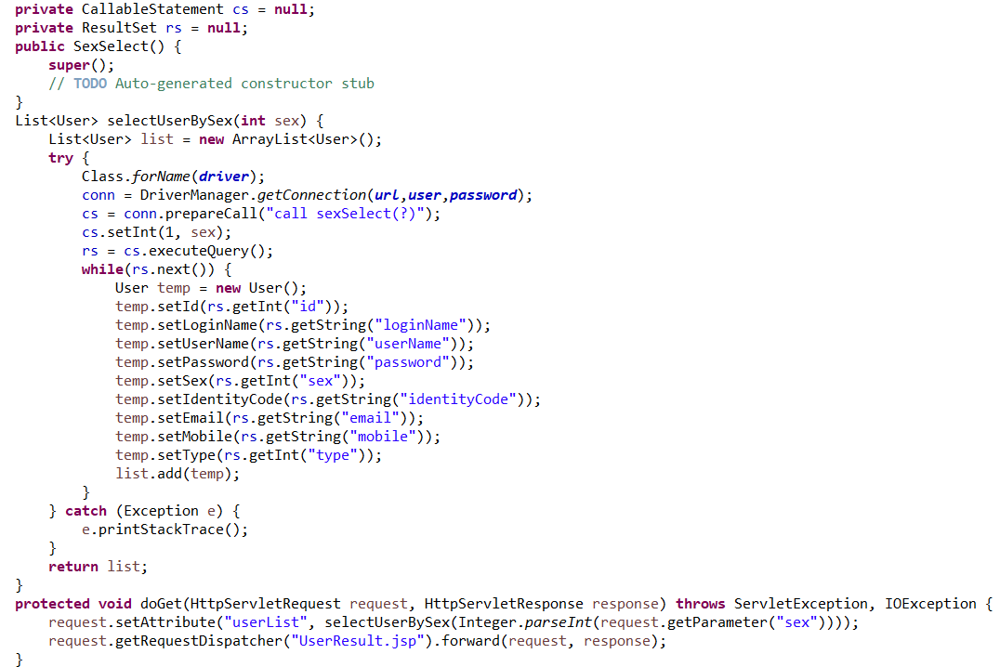 private CallableStatement cs = null;
private ResultSet rs = null;
public SexSelect() {
    super();
    // TODO Auto-generated constructor stub
}
List<User> selectUserBySex(int sex) {
    List<User> list = new ArrayList<User>();
    try {
        Class.forName(driver);
        conn = DriverManager.getConnection(url,user,password);
        cs = conn.prepareCall("call sexSelect(?)");
        cs.setInt(1, sex);
        rs = cs.executeQuery();
        while(rs.next()) {
            User temp = new User();
            temp.setId(rs.getInt("id"));
            temp.setLoginName(rs.getString("loginName"));
            temp.setUserName(rs.getString("userName"));
            temp.setPassword(rs.getString("password"));
            temp.setSex(rs.getInt("sex"));
            temp.setIdentityCode(rs.getString("identityCode"));
            temp.setEmail(rs.getString("email"));
            temp.setMobile(rs.getString("mobile"));
            temp.setType(rs.getInt("type"));
            list.add(temp);
        }
    } catch (Exception e) {
        e.printStackTrace();
    }
    return list;
}
protected void doGet(HttpServletRequest request, HttpServletResponse response) throws ServletException, IOException {
    request.setAttribute("userList", selectUserBySex(Integer.parseInt(request.getParameter("sex"))));
    request.getRequestDispatcher("UserResult.jsp").forward(request, response);
}